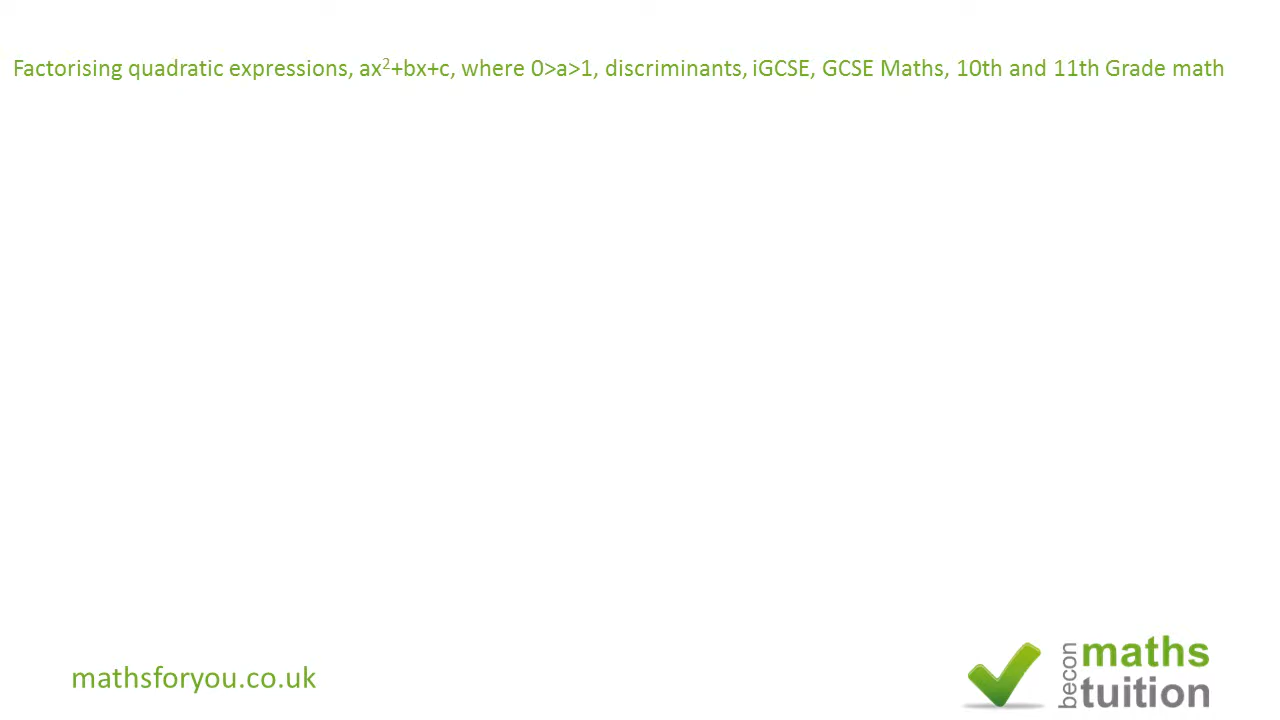 Factorising quadratic expressions, ax²+bx+c, where 0>a>1, discriminants, iGCSE, GCSE Maths, 10th and 11th Grade math
mathsforyou.co.uk
becon
maths
tuition